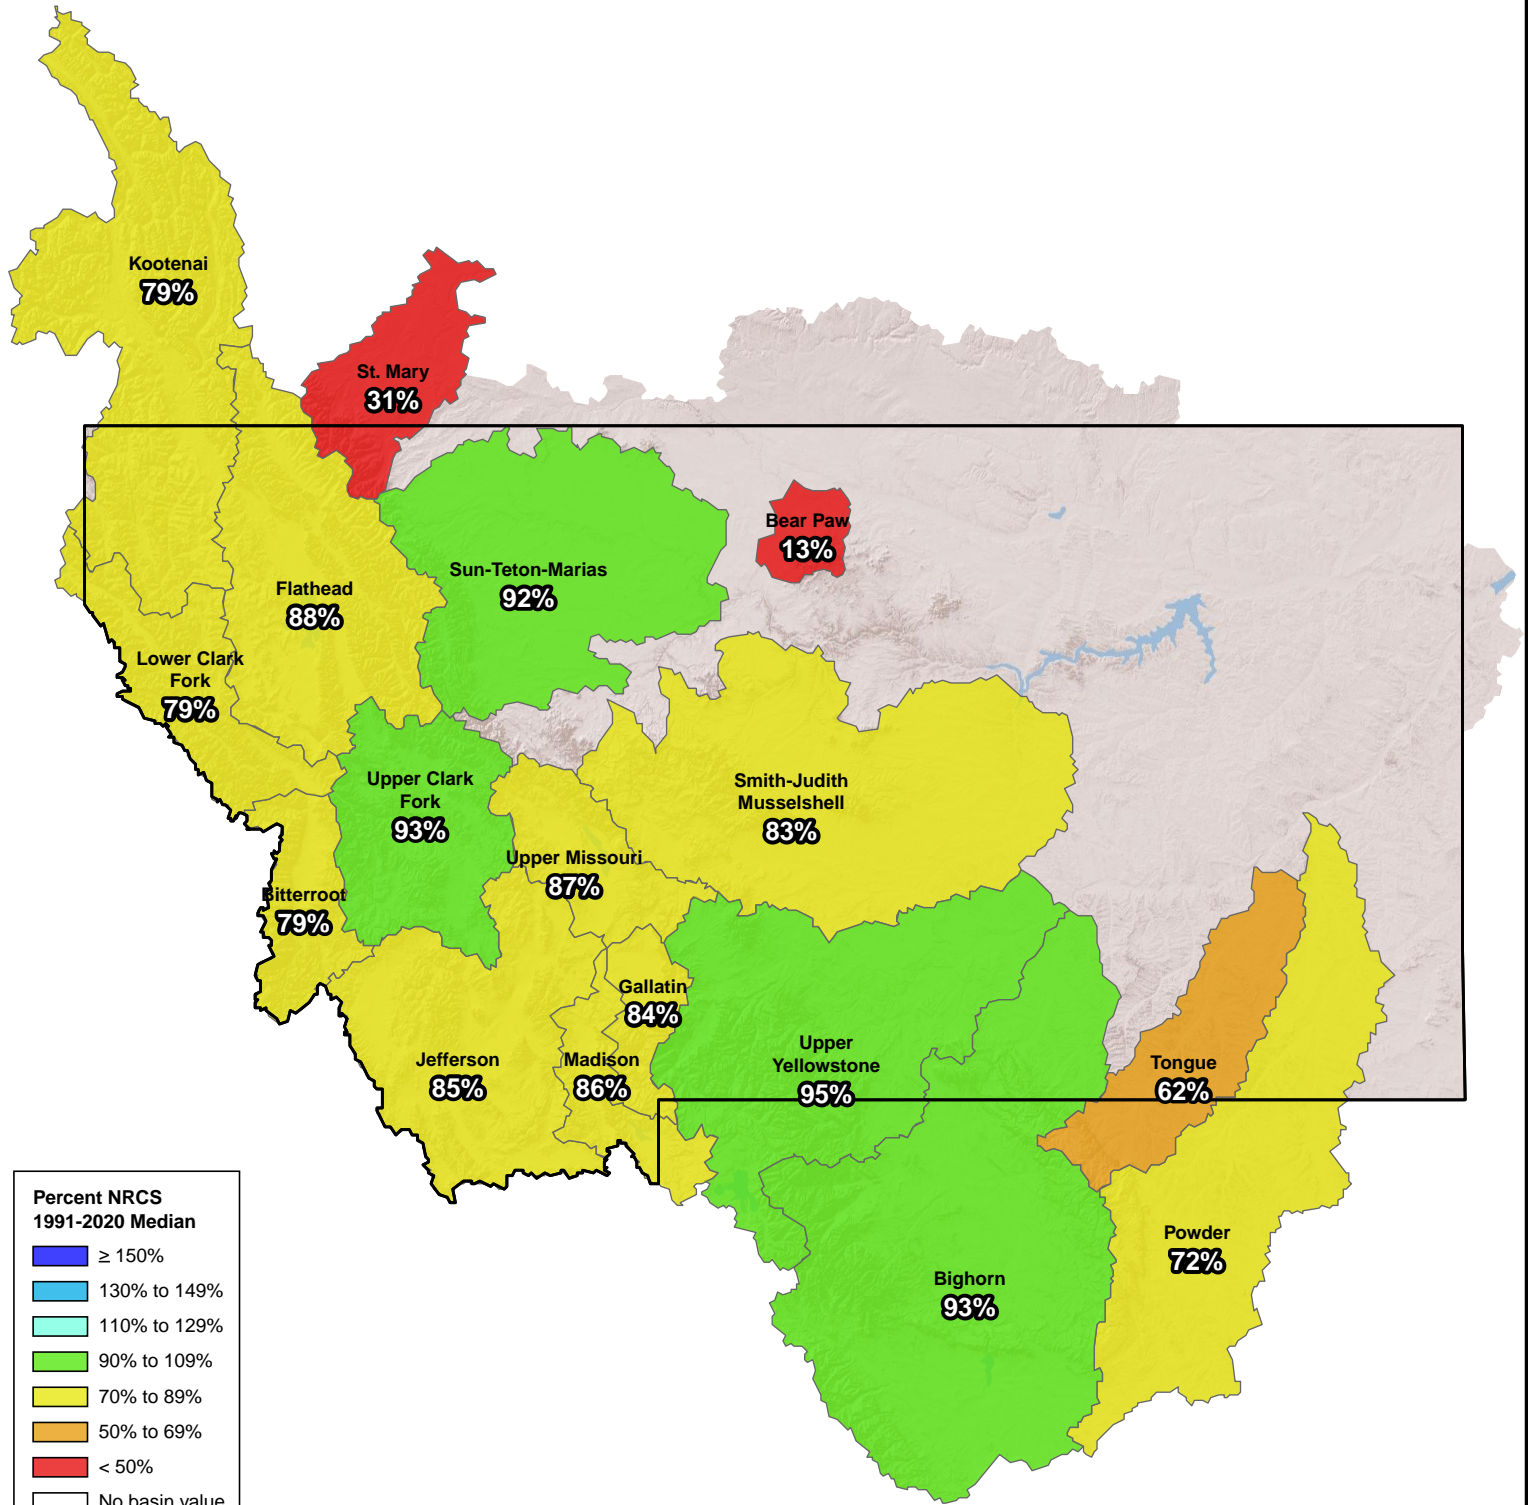 Kootenai
79%
St. Mary
31%
Bear Paw
13%
Sun-Teton-Marias
92%
Flathead
88%
Lower Clark
Fork
79%
Upper Clark
Fork
93%
Smith-Judith
Musselshell
83%
Upper Missouri
87%
Bitterroot
79%
Gallatin
84%
Jefferson
85%
Madison
86%
Upper
Yellowstone
95%
Tongue
62%
Powder
72%
Bighorn
93%
Percent NRCS
1991-2020 Median
≥ 150%
130% to 149%
110% to 129%
90% to 109%
70% to 89%
50% to 69%
< 50%
No basin value